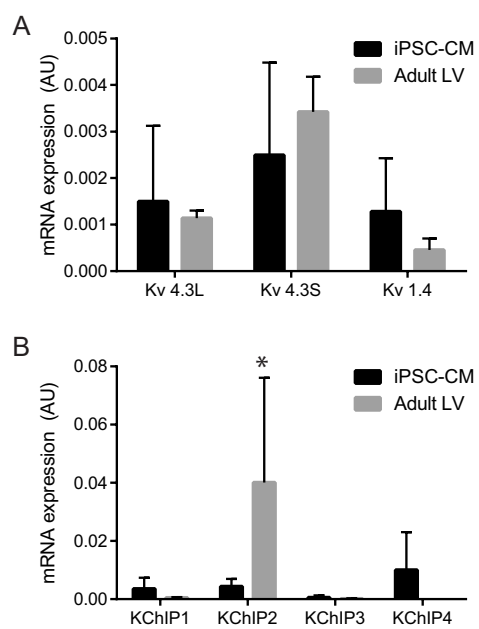 A
mRNA expression (AU)
0.005
0.004
0.003
0.002
0.001
0.000
iPSC-CM
Adult LV
Kv 4.3L Kv 4.3S Kv 1.4
B
mRNA expression (AU)
0.08
0.06
0.04
0.02
0.00
*
iPSC-CM
Adult LV
KChIP1 KChIP2 KChIP3 KChIP4